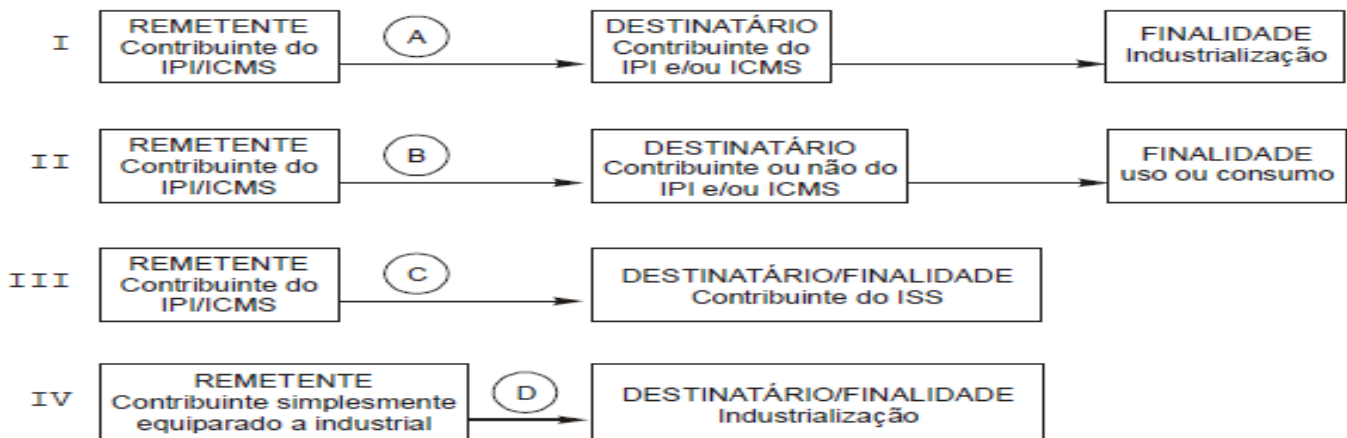 I
REMETENTE
Contribuinte do
IPI/ICMS
A
DESTINATÁRIO
Contribuinte do
IPI e/ou ICMS
FINALIDADE
Industrialização
II
REMETENTE
Contribuinte do
IPI/ICMS
B
DESTINATÁRIO
Contribuinte ou não do
IPI e/ou ICMS
FINALIDADE
uso ou consumo
III
REMETENTE
Contribuinte do
IPI/ICMS
C
DESTINATÁRIO/FINALIDADE
Contribuinte do ISS
IV
REMETENTE
Contribuinte simplesmente
equiparado a industrial
D
DESTINATÁRIO/FINALIDADE
Industrialização